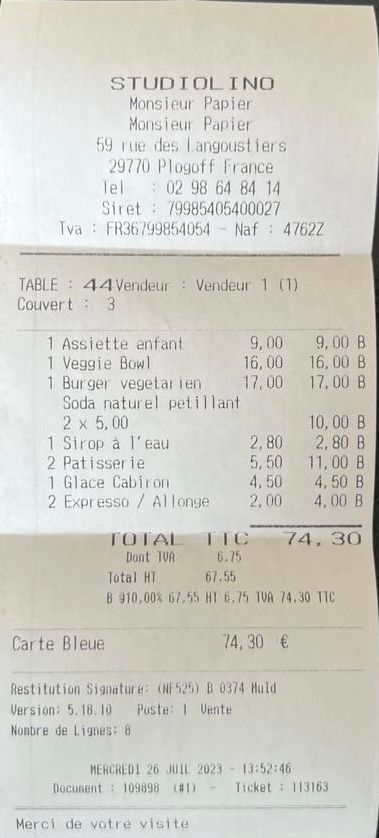 STUDIOLINO
Monsieur Papier
Monsieur Papier
59 rue des Langoustiers
29770 Plogoff France
Tel : 02 98 64 84 14
Siret : 79985405400027
Tva : FR36799854054 - Naf : 4762Z
TABLE : 44 Vendeur : Vendeur 1 (1)
Couvert : 3
1 Assiette enfant 9,00 9,00 B
1 Veggie Bowl 16,00 16,00 B
1 Burger vegetarien 17,00 17,00 B
Soda naturel petillant
2 x 5,00 10,00 B
1 Sirop à l'eau 2,80 2,80 B
2 Patisserie 5,50 11,00 B
1 Glace Cabiron 4,50 4,50 B
2 Expresso / Allonge 2,00 4,00 B
TOTAL TTC 74,30
Dont TVA 6.75
Total HT 67.55
B 910,00% 67,55 HT 6,75 TVA 74,30 TTC
Carte Bleue 74,30 €
Restitution Signature: (NF525) B 0374 MuId
Version: 5.18.10 Poste: 1 Vente
Nombre de Lignes: 8
MERCREDI 26 JUIL 2023 - 13:52:46
Document : 109898 (#1) - Ticket : 113163
Merci de votre visite